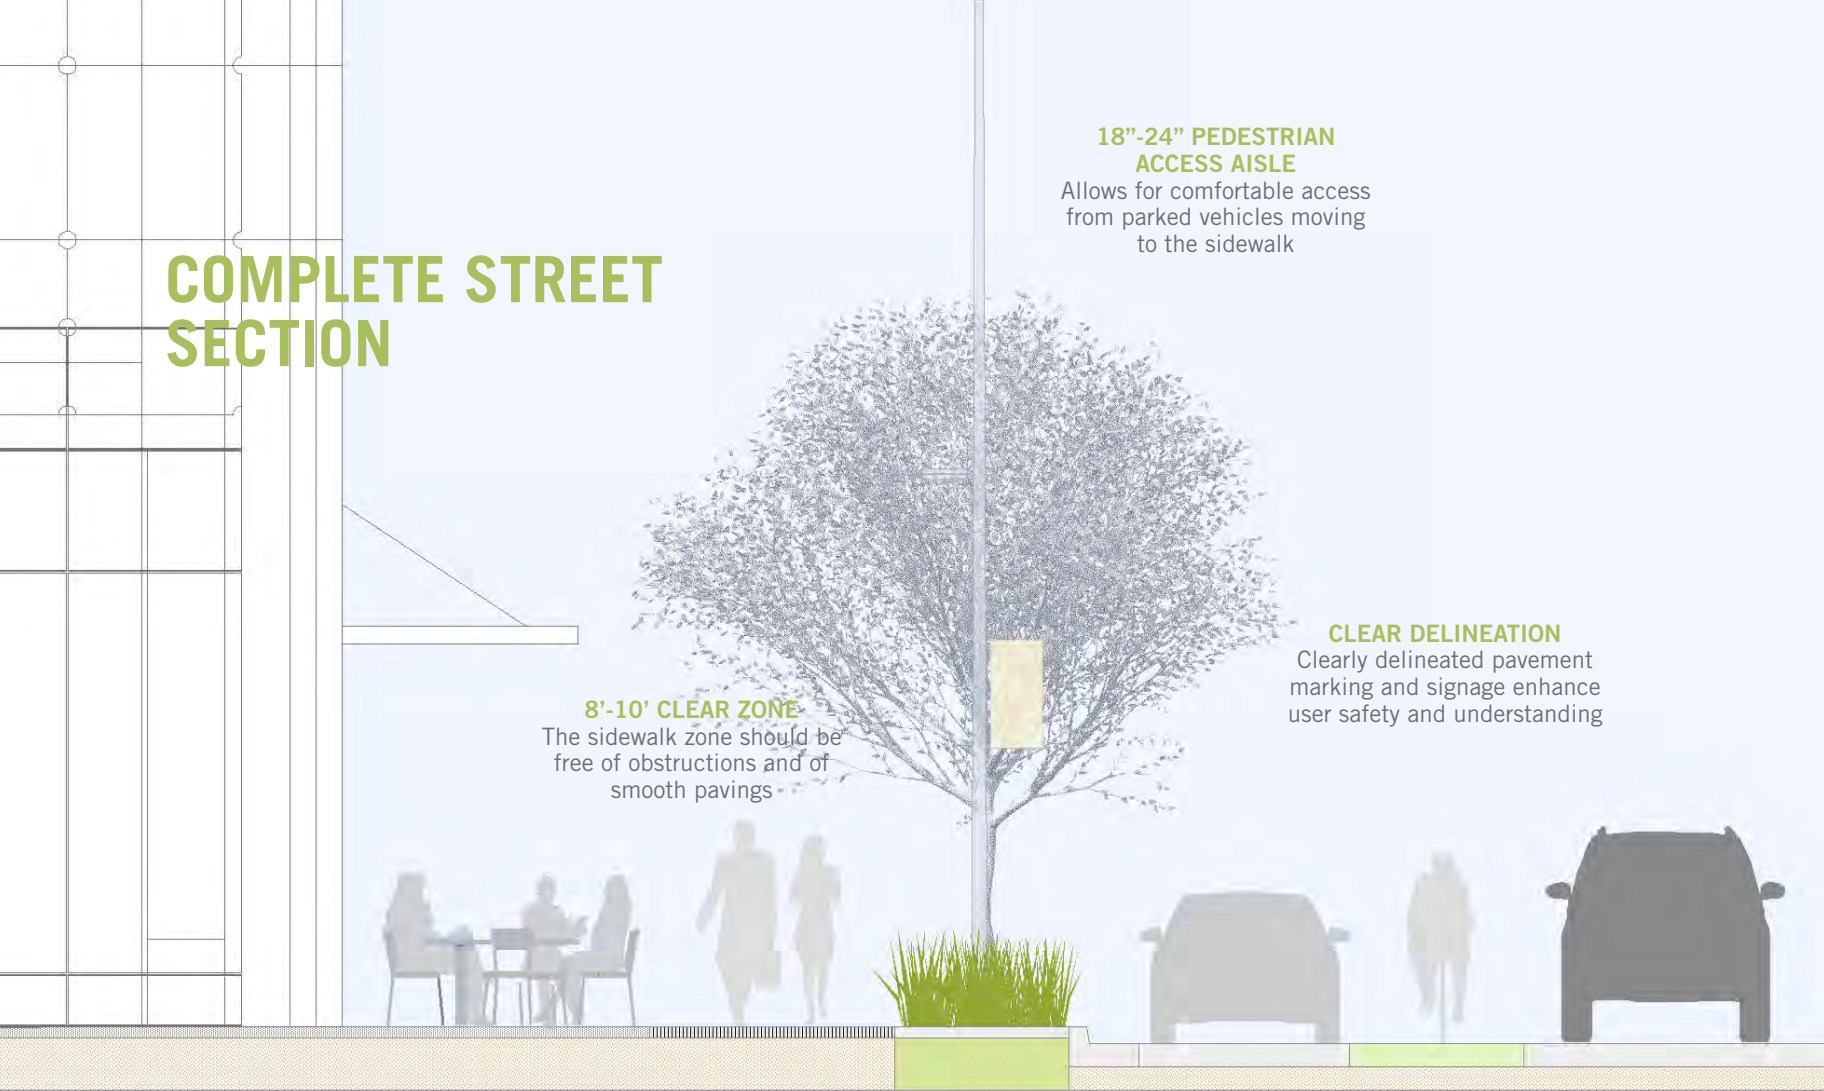 COMPLETE STREET
SECTION
18”-24” PEDESTRIAN
ACCESS AISLE
Allows for comfortable access
from parked vehicles moving
to the sidewalk
CLEAR DELINEATION
Clearly delineated pavement
marking and signage enhance
user safety and understanding
8’-10’ CLEAR ZONE
The sidewalk zone should be
free of obstructions and of
smooth pavings